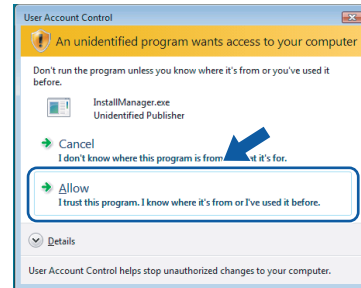 User Account Control
An unidentified program wants access to your computer
Don't run the program unless you know where it's from or you've used it
before.
InstallManager.exe
Unidentified Publisher
Cancel
I don't know where this program is from at it's for.
Allow
I trust this program. I know where it's from or I've used it before.
Details
User Account Control helps stop unauthorized changes to your computer.